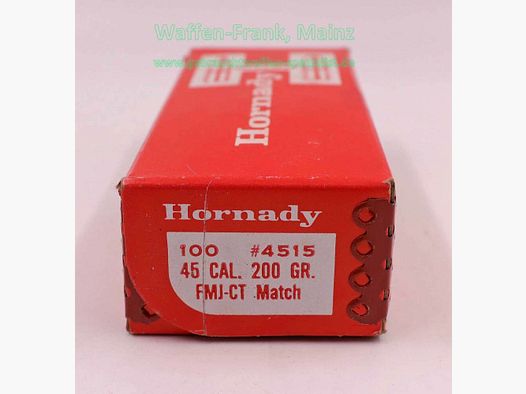 Waffen-Frank, Mainz
Hornady
Hornady
100 #4515
45 CAL. 200 GR.
FMJ-CT Match